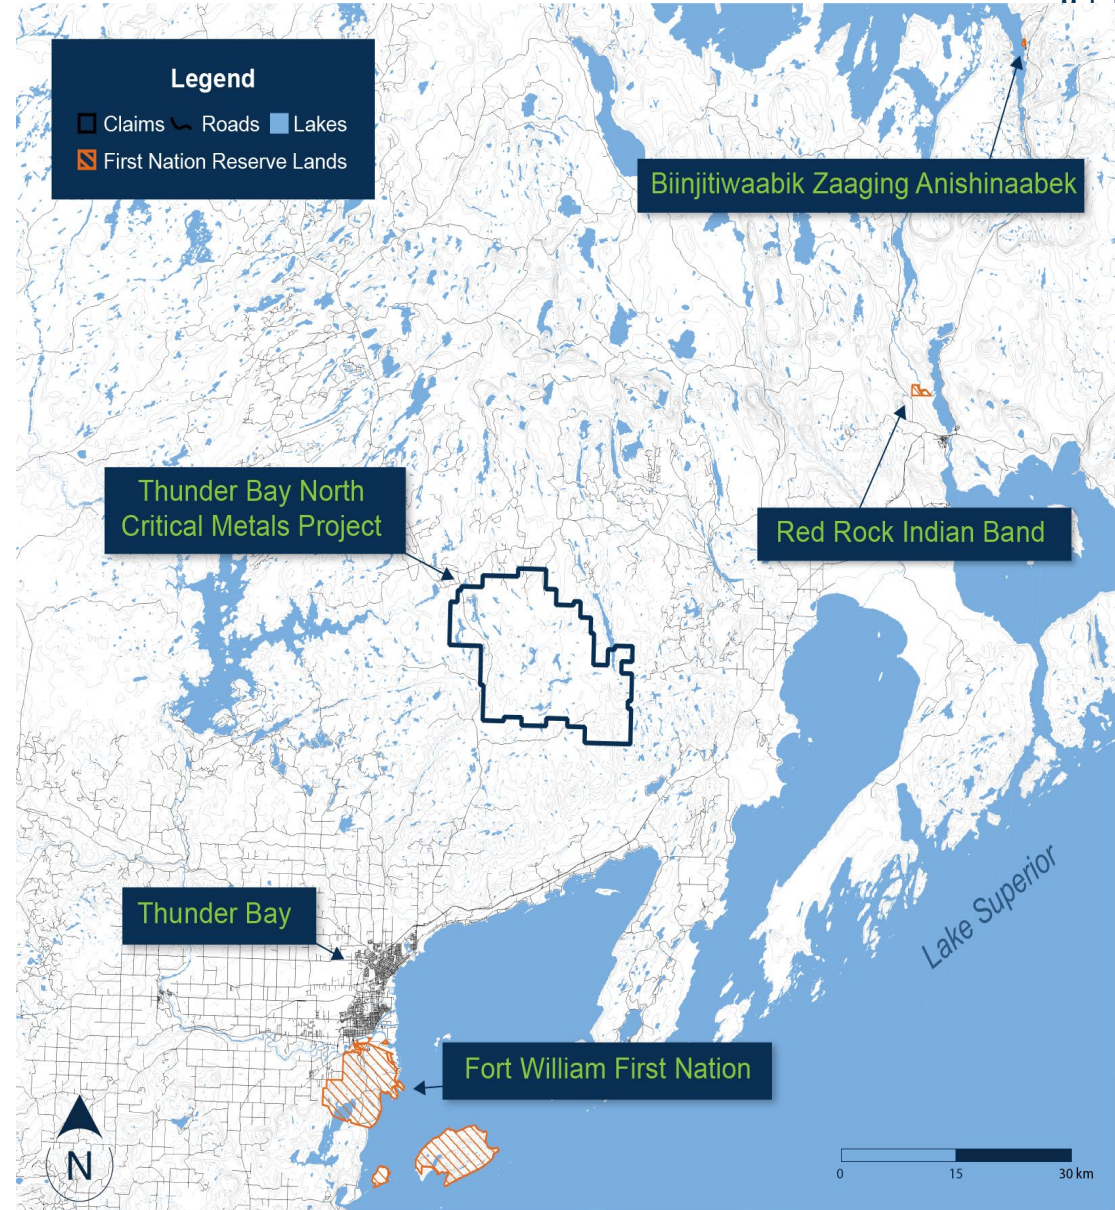 Legend
Claims Roads Lakes
First Nation Reserve Lands
Biinjitiwaabik Zaaging Anishinaabek
Thunder Bay North
Critical Metals Project
Red Rock Indian Band
Lake Superior
Thunder Bay
Fort William First Nation
N
0 15 30 km